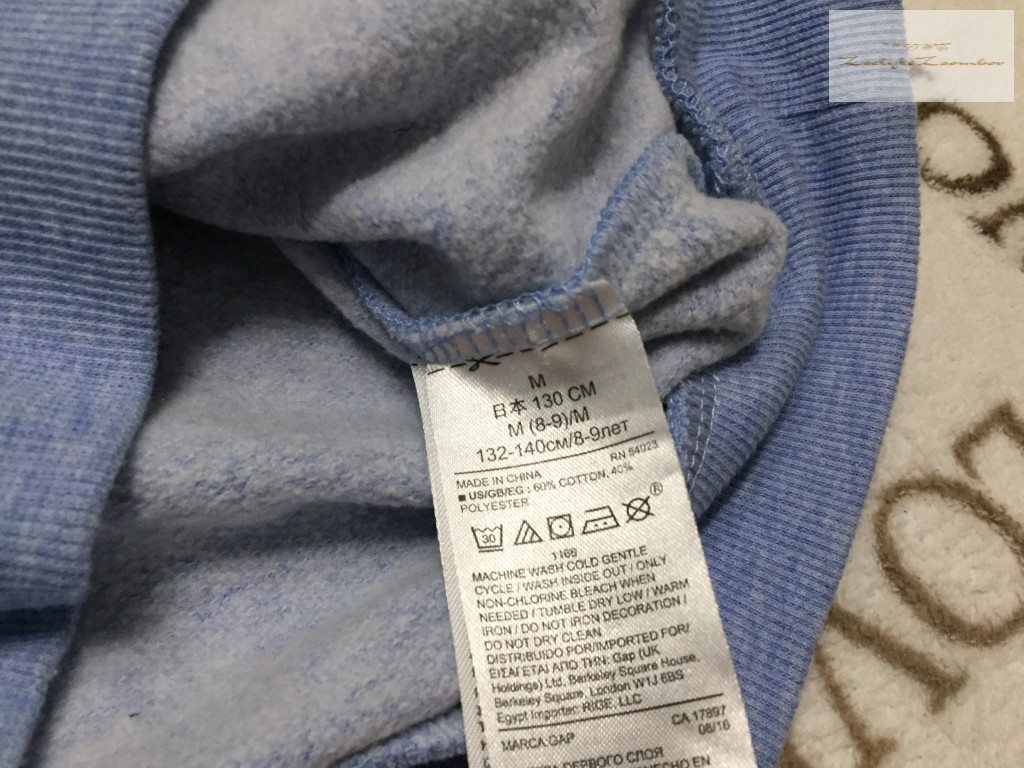 M
日本 130 CM
M (8-9)/M
132-140см/8-9лет
RN 54023
MADE IN CHINA
US/GB/EG : 60% COTTON, 40%
POLYESTER
30
®
1166
MACHINE WASH COLD GENTLE
CYCLE / WASH INSIDE OUT / ONLY
NON-CHLORINE BLEACH WHEN
NEEDED / TUMBLE DRY LOW / WARM
IRON / DO NOT IRON DECORATION /
DO NOT DRY CLEAN
DISTRIBUIDO POR/IMPORTED FOR/
ΕΙΣΑΓΕΤΑΙ ΑΠΟ ΤΗΝ: Gap (UK
Holdings) Ltd, Berkeley Square House,
Berkeley Square, London W1J 6BS
Egypt Importer: RIGE, LLC
CA 17897
08/16
MARCA:GAP
ПЕРВОГО СЛОЯ